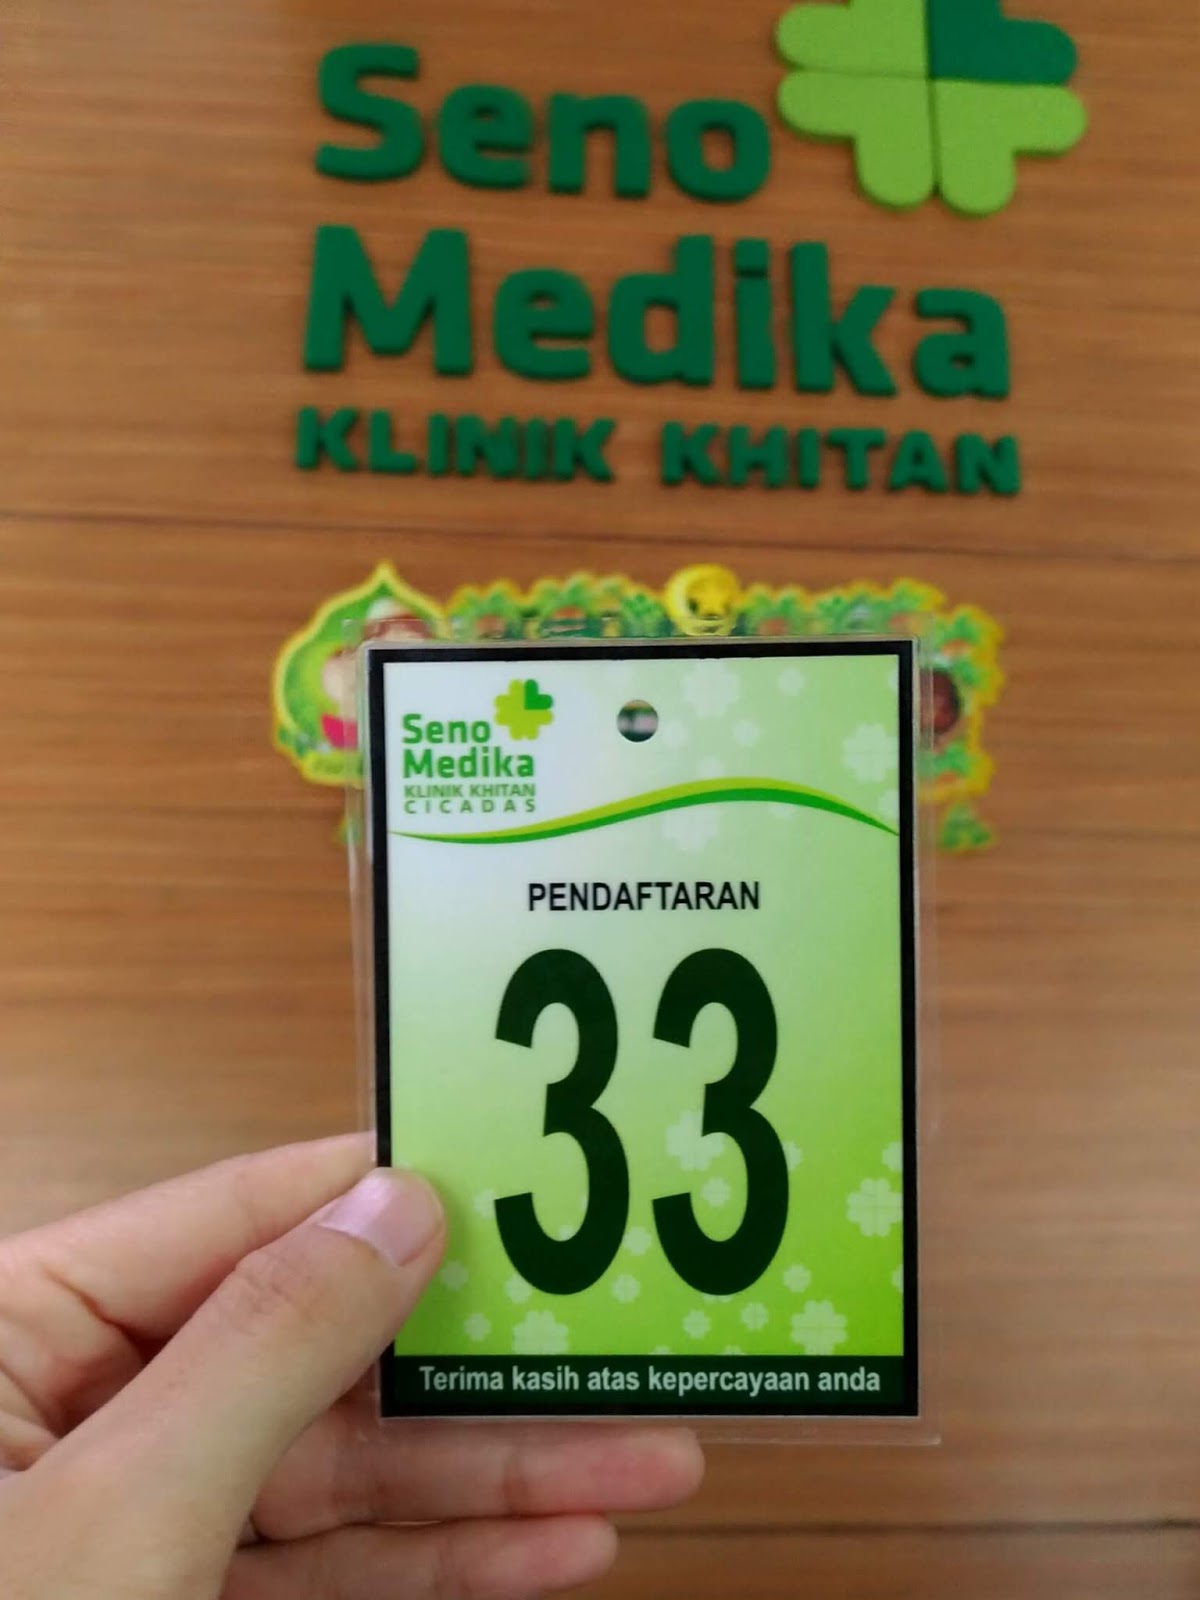 Seno
Medika
KLINIK KHITAN
Seno
Medika
KLINIK KHITAN
CICADAS
PENDAFTARAN
33
Terima kasih atas kepercayaan anda